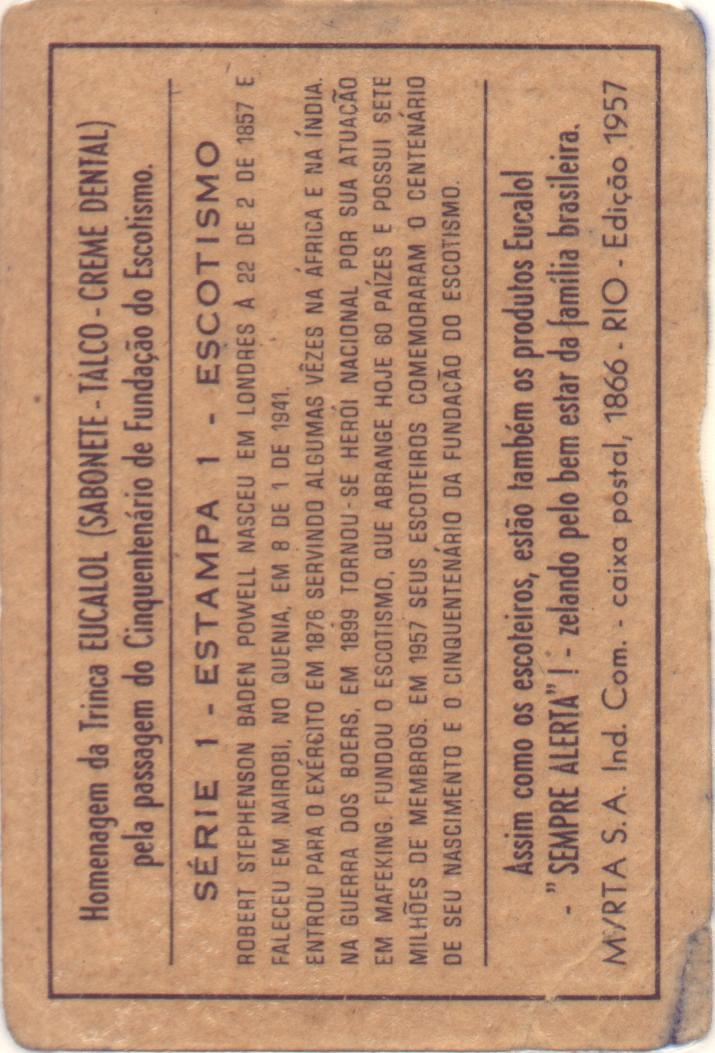 Homenagem da Trinca EUCALOL (SABONETE - TALCO - CREME DENTAL)
pela passagem do Cinquentenário de Fundação do Escotismo.
SÉRIE 1 - ESTAMPA 1 - ESCOTISMO
ROBERT STEPHENSON BADEN POWELL NASCEU EM LONDRES À 22 DE 2 DE 1857 E
FALECEU EM NAIROBI, NO QUENIA, EM 8 DE 1 DE 1941.
ENTROU PARA O EXÉRCITO EM 1876 SERVINDO ALGUMAS VÊZES NA ÁFRICA E NA ÍNDIA.
NA GUERRA DOS BOERS, EM 1899 TORNOU-SE HERÓI NACIONAL POR SUA ATUAÇÃO
EM MAFEKING. FUNDOU O ESCOTISMO, QUE ABRANGE HOJE 60 PAÍZES E POSSUI SETE
MILHÕES DE MEMBROS. EM 1957 SEUS ESCOTEIROS COMEMORARAM O CENTENÁRIO
DE SEU NASCIMENTO E O CINQUENTENÁRIO DA FUNDAÇÃO DO ESCOTISMO.
Assim como os escoteiros, estão também os produtos Eucalol
- "SEMPRE ALERTA" ! - zelando pelo bem estar da família brasileira.
MYRTA S. A. Ind. Com. - caixa postal, 1866 - RIO - Edição 1957